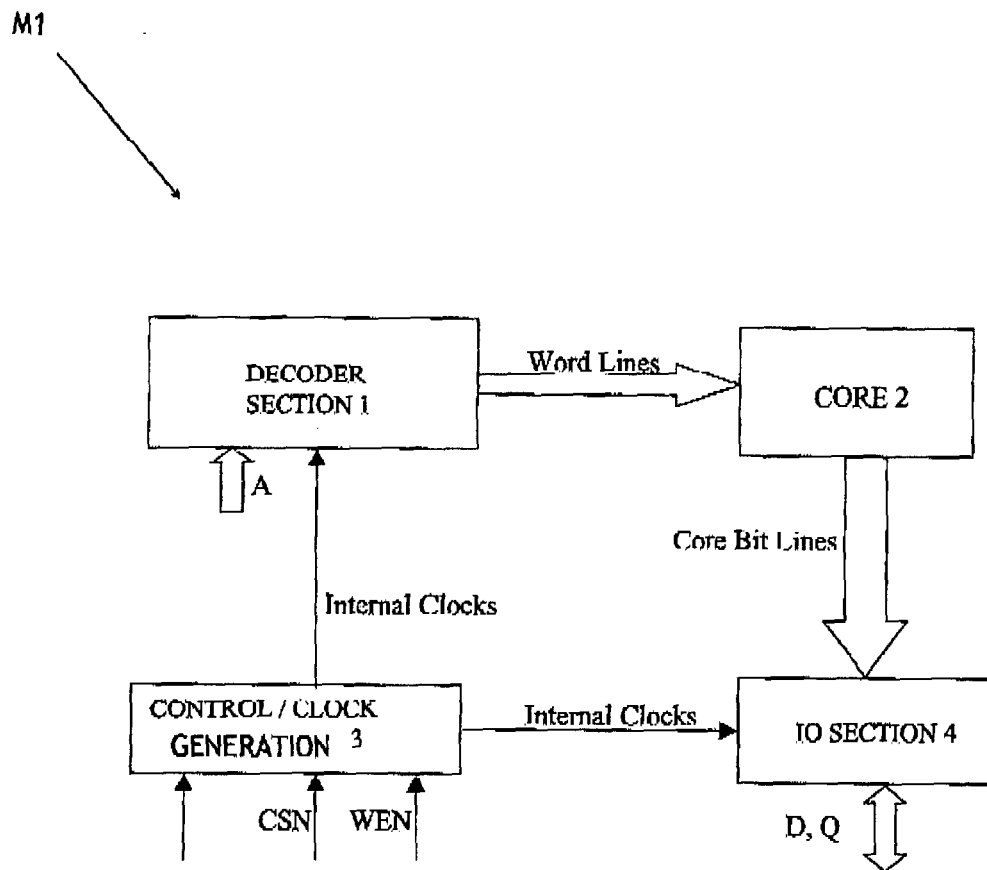 M1
DECODER
SECTION 1
Word Lines
CORE 2
A
Core Bit Lines
Internal Clocks
CONTROL / CLOCK
GENERATION 3
Internal Clocks
IO SECTION 4
CSN
WEN
D, Q